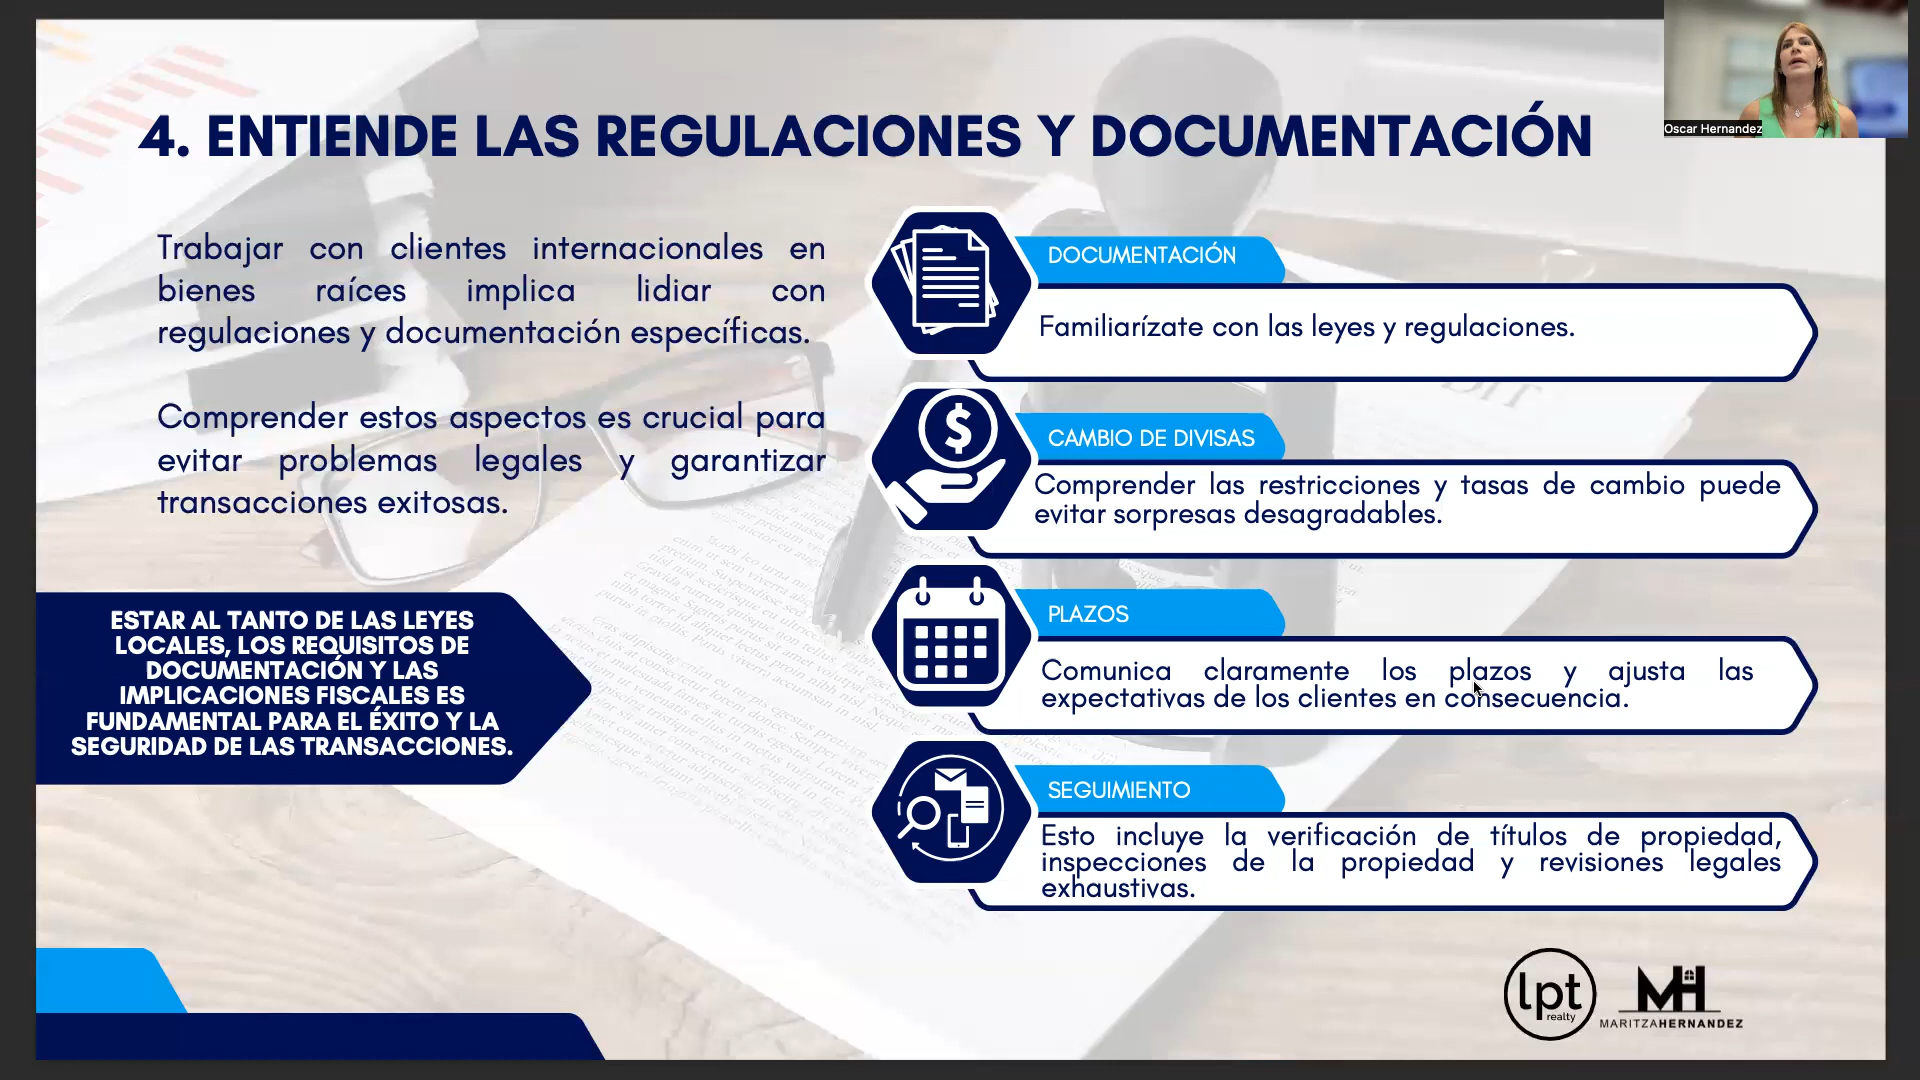 Oscar Hernandez
4. ENTIENDE LAS REGULACIONES Y DOCUMENTACIÓN
Trabajar con clientes internacionales en
bienes raíces implica lidiar con
regulaciones y documentación específicas.
Comprender estos aspectos es crucial para
evitar problemas legales y garantizar
transacciones exitosas.
ESTAR AL TANTO DE LAS LEYES
LOCALES, LOS REQUISITOS DE
DOCUMENTACIÓN Y LAS
IMPLICACIONES FISCALES ES
FUNDAMENTAL PARA EL ÉXITO Y LA
SEGURIDAD DE LAS TRANSACCIONES.
DOCUMENTACIÓN
Familiarízate con las leyes y regulaciones.
CAMBIO DE DIVISAS
Comprender las restricciones y tasas de cambio puede
evitar sorpresas desagradables.
PLAZOS
Comunica claramente los plazos y ajusta las
expectativas de los clientes en consecuencia.
SEGUIMIENTO
Esto incluye la verificación de títulos de propiedad,
inspecciones de la propiedad y revisiones legales
exhaustivas.
lpt
realty
MH
MARITZAHERNANDEZ